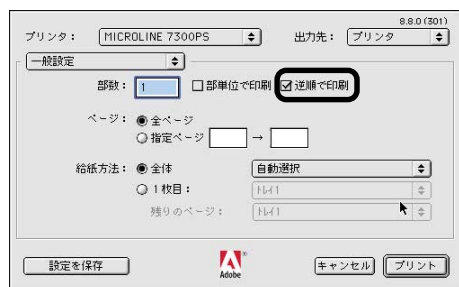 8.8.0 (301)
プリンタ： MICROLINE 7300PS 出力先： プリンタ
一般設定
部数： 1 部単位で印刷 逆順で印刷
ページ： 全ページ
指定ページ →
給紙方法： 全体 自動選択
1 枚目： トレイ1
残りのページ： トレイ1
設定を保存 Adobe キャンセル プリント